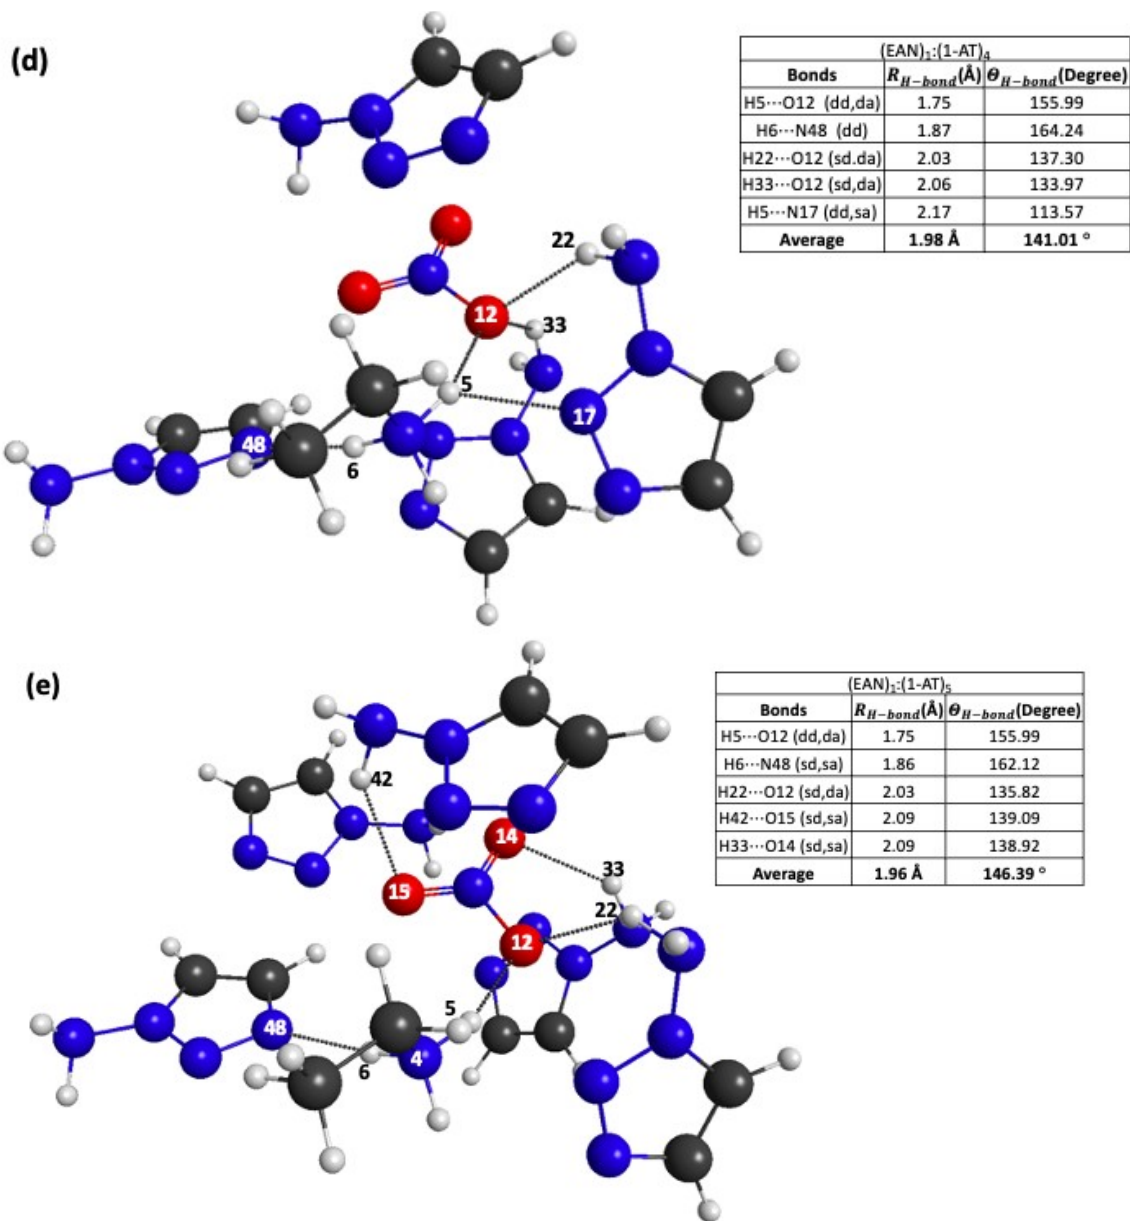 (d)
(EAN)₁:(1-AT)₄
Bonds R_{H−bond}(Å) Θ_{H−bond}(Degree)
H5···O12 (dd,da) 1.75 155.99
H6···N48 (dd) 1.87 164.24
H22···O12 (sd.da) 2.03 137.30
H33···O12 (sd,da) 2.06 133.97
H5···N17 (dd,sa) 2.17 113.57
Average 1.98 Å 141.01 °
22
12
33
5
17
48
6
(e)
(EAN)₁:(1-AT)₅
Bonds R_{H−bond}(Å) Θ_{H−bond}(Degree)
H5···O12 (dd,da) 1.75 155.99
H6···N48 (sd,sa) 1.86 162.12
H22···O12 (sd,da) 2.03 135.82
H42···O15 (sd,sa) 2.09 139.09
H33···O14 (sd,sa) 2.09 138.92
Average 1.96 Å 146.39 °
42
14
33
15
22
12
5
48
4
6